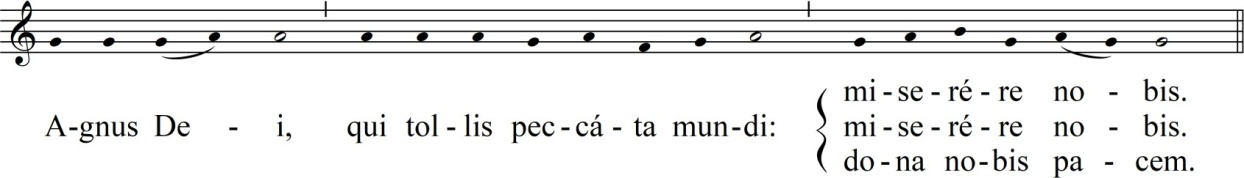 mi - se - ré - re no - bis.
A-gnus De - i, qui tol - lis pec - cá - ta mun - di: mi - se - ré - re no - bis.
do - na no - bis pa - cem.